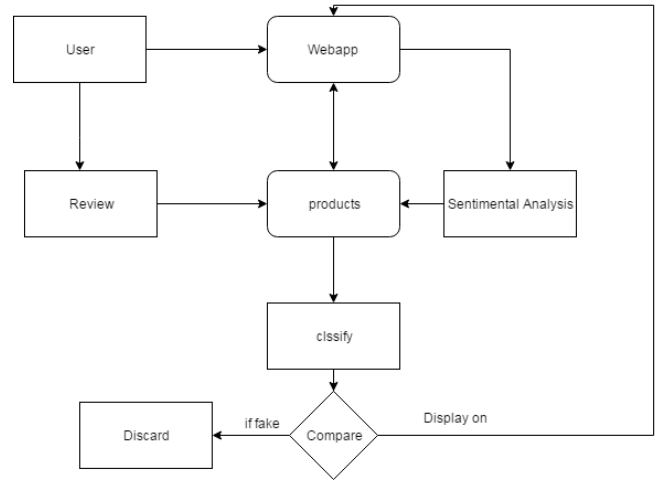 User
Webapp
Review
products
Sentimental Analysis
clssify
if fake
Display on
Discard
Compare